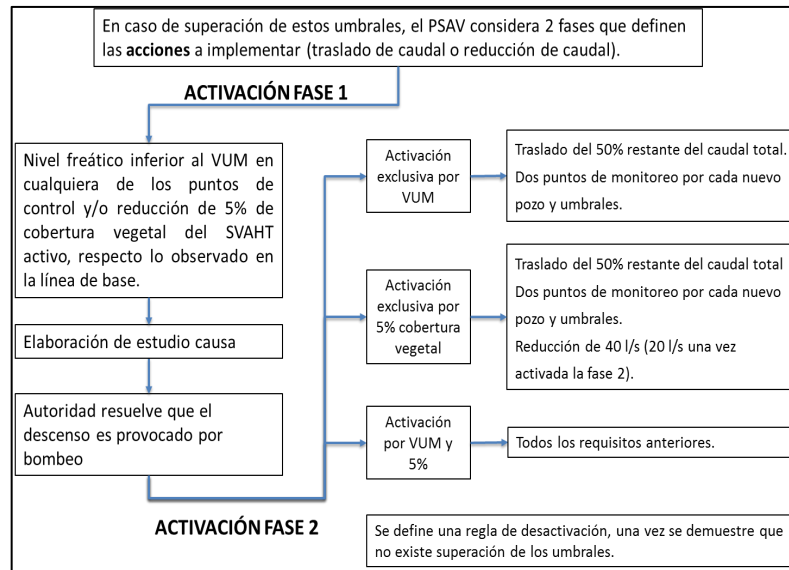 En caso de superación de estos umbrales, el PSAV considera 2 fases que definen
las acciones a implementar (traslado de caudal o reducción de caudal).
ACTIVACIÓN FASE 1
Nivel freático inferior al VUM en
cualquiera de los puntos de
control y/o reducción de 5% de
cobertura vegetal del SVAHT
activo, respecto lo observado en
la línea de base.
Elaboración de estudio causa
Autoridad resuelve que el
descenso es provocado por
bombeo
ACTIVACIÓN FASE 2
Activación
exclusiva por
VUM
Traslado del 50% restante del caudal total.
Dos puntos de monitoreo por cada nuevo
pozo y umbrales.
Activación
exclusiva por
5% cobertura
vegetal
Traslado del 50% restante del caudal total
Dos puntos de monitoreo por cada nuevo
pozo y umbrales.
Reducción de 40 l/s (20 l/s una vez
activada la fase 2).
Activación
por VUM y
5%
Todos los requisitos anteriores.
Se define una regla de desactivación, una vez se demuestre que
no existe superación de los umbrales.